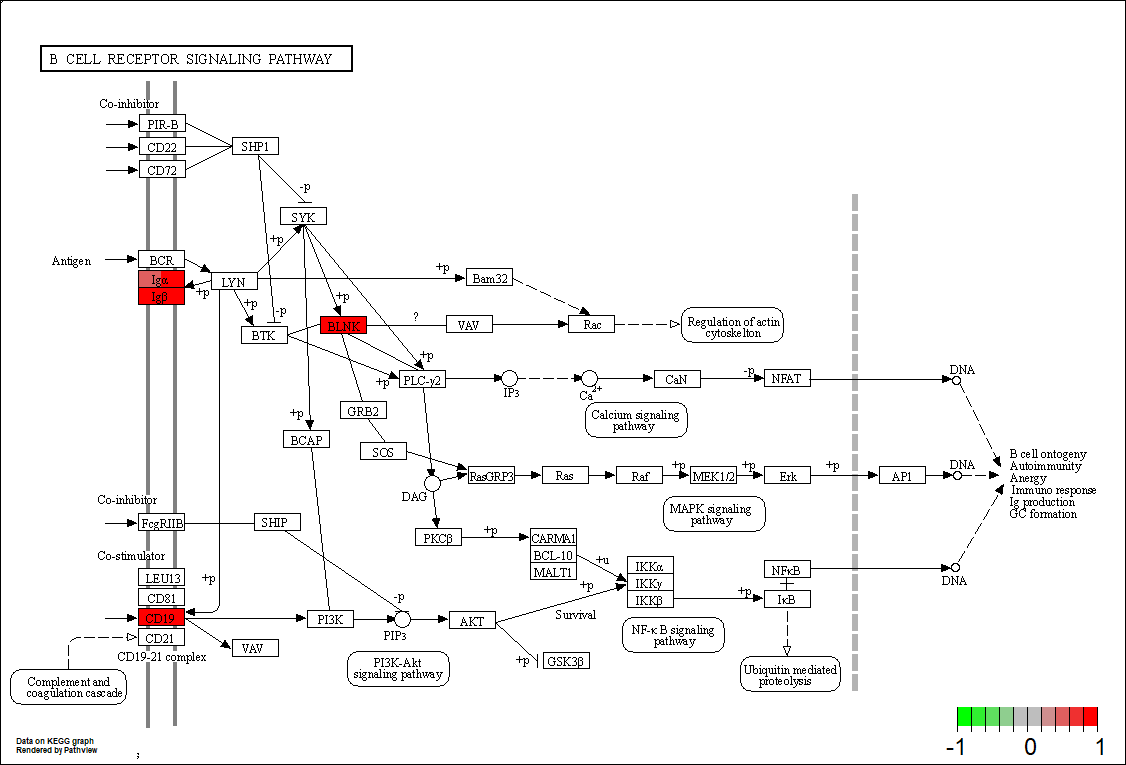 B CELL RECEPTOR SIGNALING PATHWAY
Co-inhibitor
PIR-B
CD22
CD72
SHP1
-p
SYK
+p
Antigen
BCR
Igα
Igβ
+p
LYN
+p
Bam32
+p
-p
BTK
+p
BLNK
?
VAV
Rac
Regulation of actin
cytoskelton
+p
+p
PLC-γ2
IP3
Ca2+
CaN
-p
NFAT
DNA
Calcium signaling
pathway
GRB2
+p
BCAP
SOS
DAG
RasGRP3
Ras
Raf
+p
MEK1/2
+p
Erk
+p
AP1
DNA
B cell ontogeny
Autoimmunity
Anergy
Immuno response
Ig production
GC formation
MAPK signaling
pathway
Co-inhibitor
FcgRIIB
SHIP
PKCβ
+p
CARMA1
BCL-10
MALT1
+u
+p
IKKα
IKKγ
IKKβ
+p
NFκB
IκB
DNA
Co-stimulator
LEU13
+p
CD81
CD19
CD21
CD19-21 complex
VAV
PI3K
-p
PIP3
AKT
Survival
+p
GSK3β
NF-κ B signaling
pathway
PI3K-Akt
signaling pathway
Ubiquitin mediated
proteolysis
Complement and
coagulation cascade
-1 0 1
Data on KEGG graph
Rendered by Pathview
;